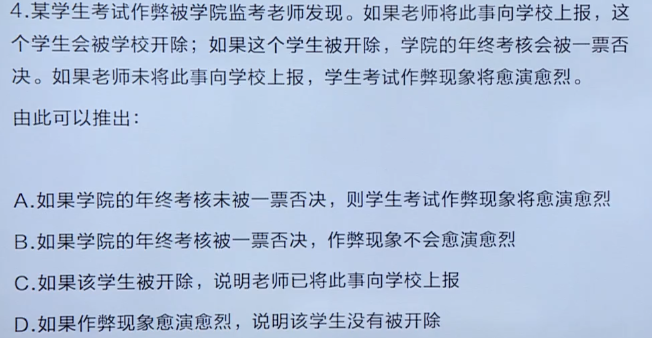 4.某学生考试作弊被学院监考老师发现。如果老师将此事向学校上报，这
个学生会被学校开除；如果这个学生被开除，学院的年终考核会被一票否
决。如果老师未将此事向学校上报，学生考试作弊现象将愈演愈烈。
由此可以推出：
A.如果学院的年终考核未被一票否决，则学生考试作弊现象将愈演愈烈
B.如果学院的年终考核被一票否决，作弊现象不会愈演愈烈
C.如果该学生被开除，说明老师已将此事向学校上报
D.如果作弊现象愈演愈烈，说明该学生没有被开除